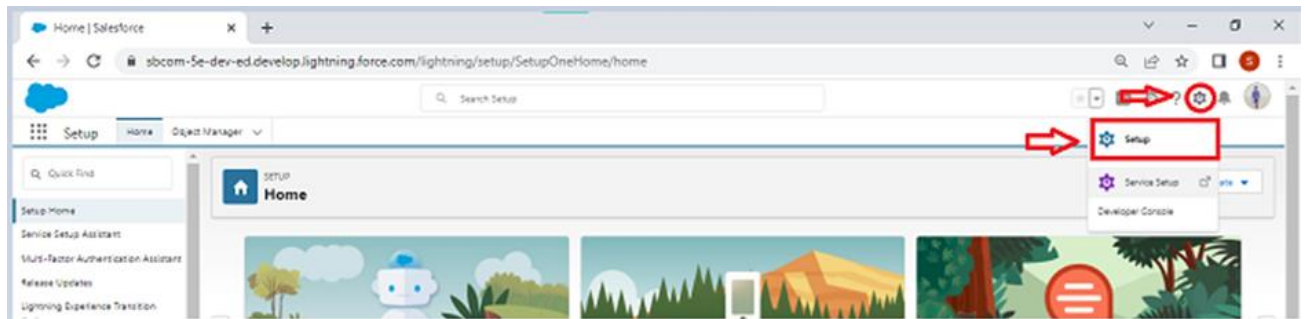 Home | Salesforce
sbcom-5e-dev-ed.develop.lightning.force.com/lightning/setup/SetupOneHome/home
S
Search Setup
?
Setup Home Object Manager
Setup
Quick Find
SETUP
Home
Service Setup
Developer Console
Setup Home
Service Setup Assistant
Multi-Factor Authentication Assistant
Release Updates
Lightning Experience Transition